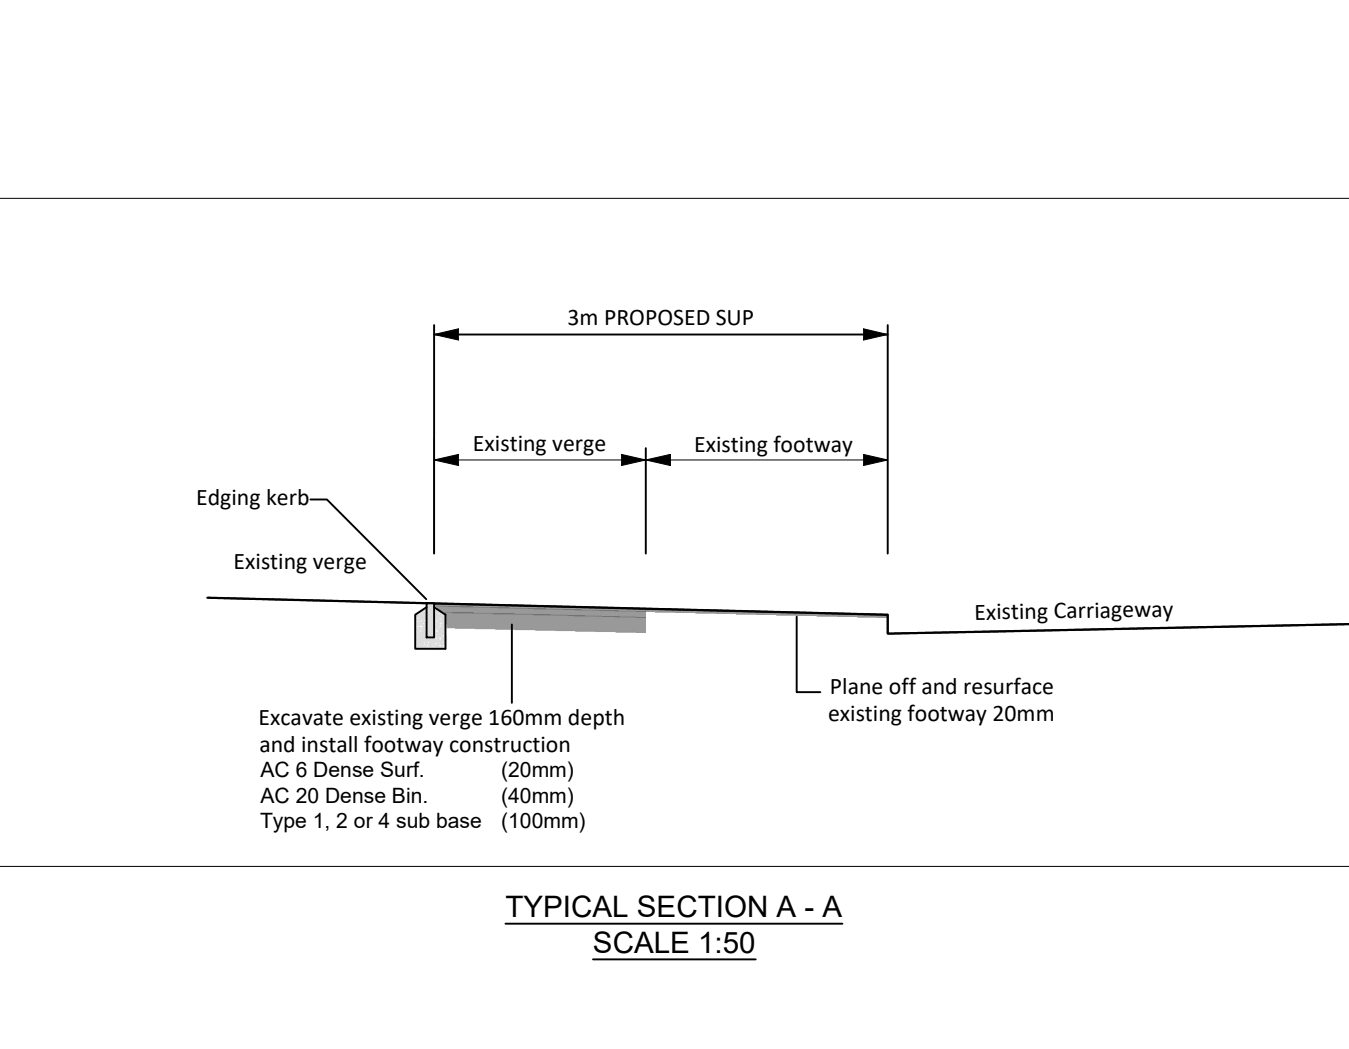 3m PROPOSED SUP
Existing verge
Existing footway
Edging kerb
Existing verge
Existing Carriageway
Plane off and resurface
existing footway 20mm
Excavate existing verge 160mm depth
and install footway construction
AC 6 Dense Surf. (20mm)
AC 20 Dense Bin. (40mm)
Type 1, 2 or 4 sub base (100mm)
TYPICAL SECTION A - A
SCALE 1:50